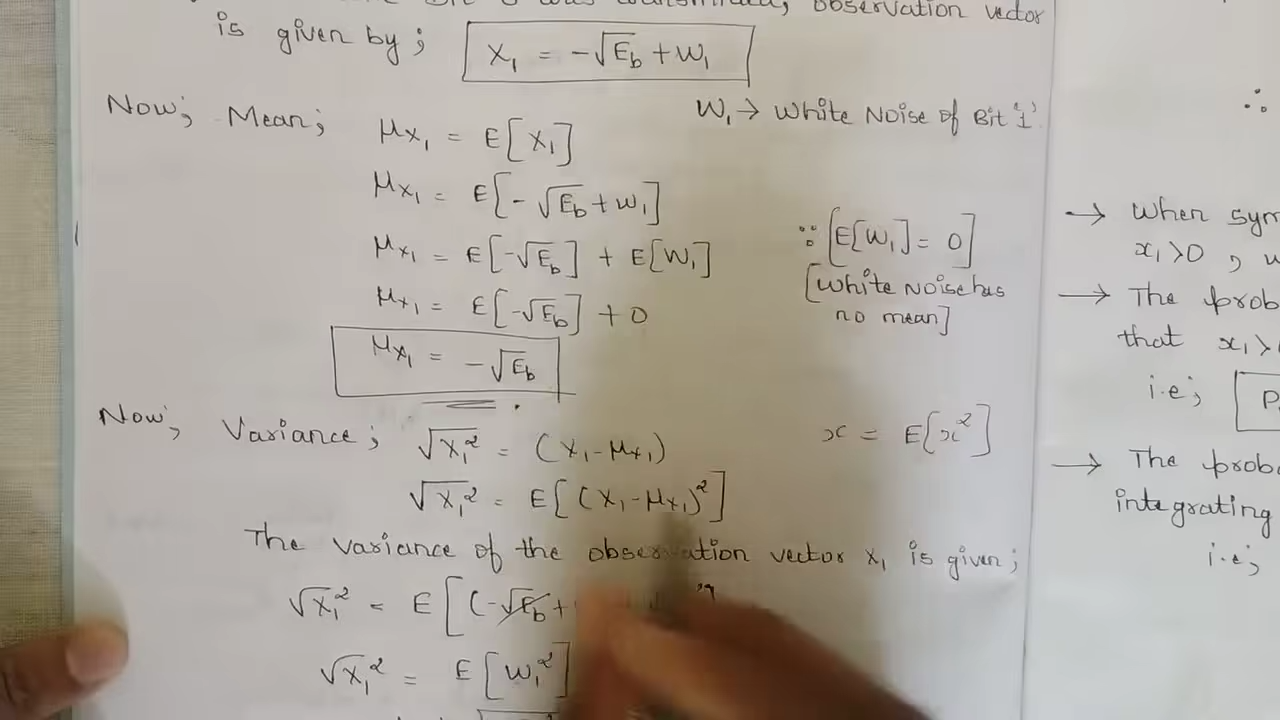 observation vector
is given by; X₁ = -√E_b + W₁
W₁ → White Noise of Bit '1'.
Now; Mean; μx₁ = E[X₁]
μx₁ = E[-√E_b + W₁]
μx₁ = E[-√E_b] + E[W₁] ∵ [E[W₁] = 0]
[White Noise has
no mean]
μx₁ = E[-√E_b] + 0
μx₁ = -√E_b
Now; Variance; √X₁² = (X₁ - μx₁) x = E[x²]
√X₁² = E[(X₁ - μx₁)²]
The variance of the observation vector X₁ is given;
√X₁² = E[(-√E_b +
√X₁² = E[W₁²]
∴
→ When sym
x₁>0 ,
→ The prob
that x₁>
i.e; P
→ The prob
integrating
i.e;